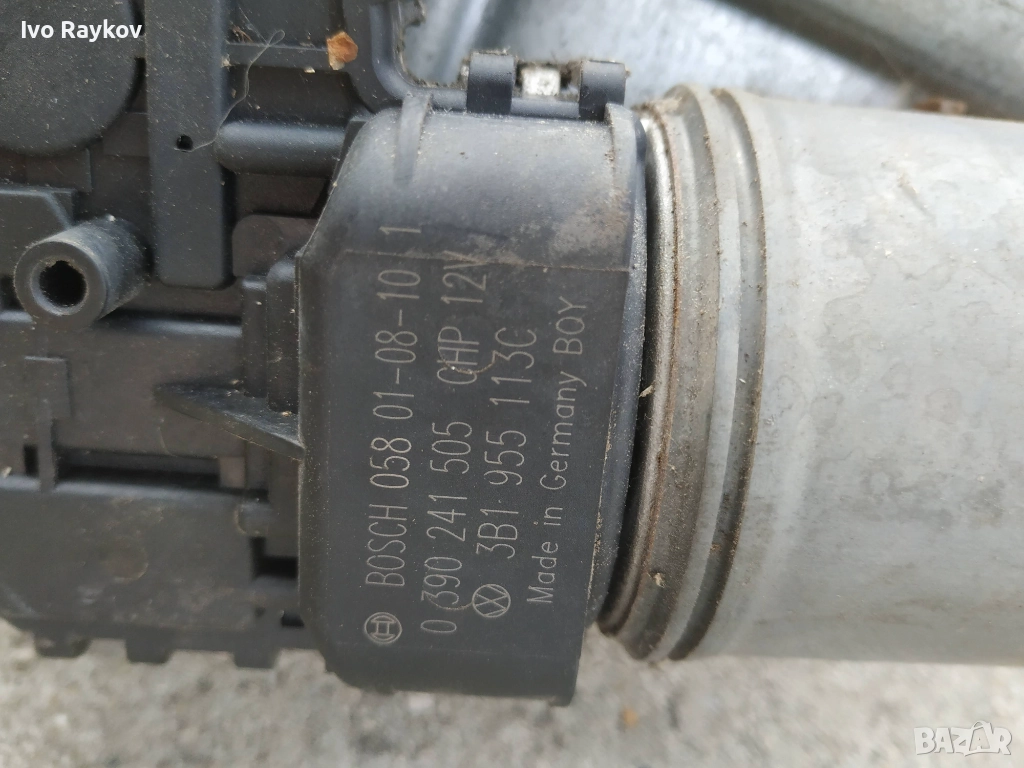 Ivo Raykov
BOSCH 058 01-08-10 1
0 390 241 505 CHP 12V
3B1 955 113C
Made in Germany BOY
BAZAR